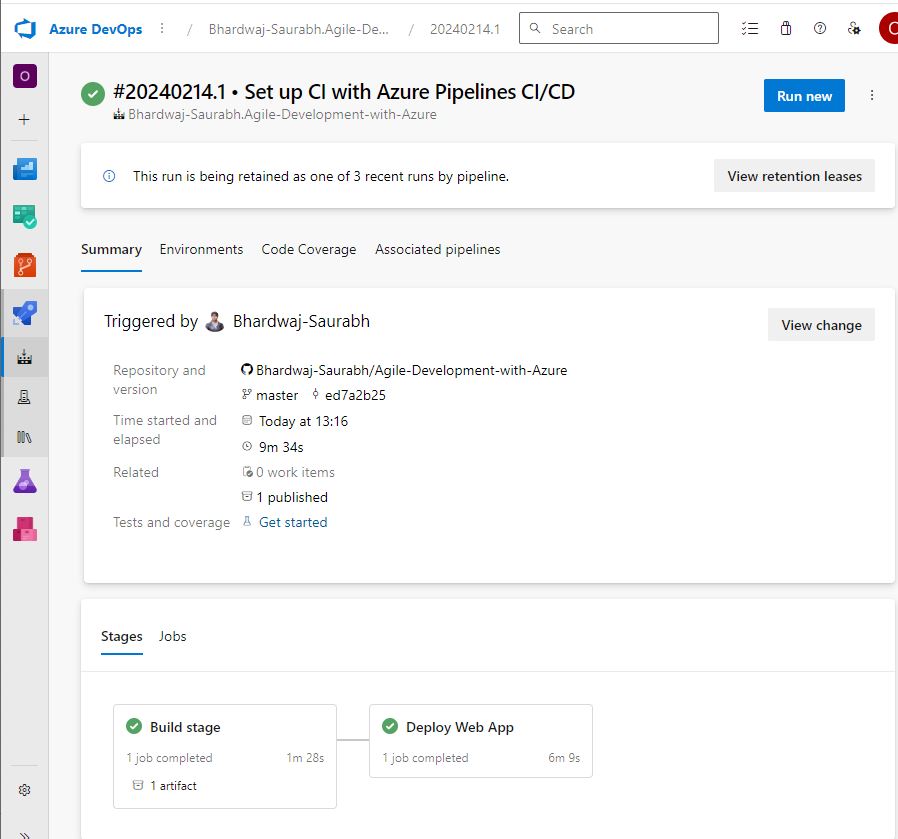 Azure DevOps / Bhardwaj-Saurabh.Agile-De... / 20240214.1 Search
O
#20240214.1 • Set up CI with Azure Pipelines CI/CD
Run new
Bhardwaj-Saurabh.Agile-Development-with-Azure
This run is being retained as one of 3 recent runs by pipeline.
View retention leases
Summary Environments Code Coverage Associated pipelines
Triggered by Bhardwaj-Saurabh
View change
Repository and version
Bhardwaj-Saurabh/Agile-Development-with-Azure
master ed7a2b25
Time started and elapsed
Today at 13:16
9m 34s
Related
0 work items
1 published
Tests and coverage
Get started
Stages Jobs
Build stage
1 job completed 1m 28s
1 artifact
Deploy Web App
1 job completed 6m 9s